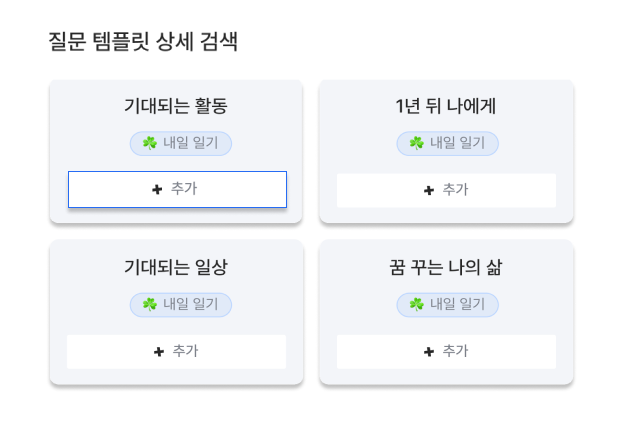 질문 템플릿 상세 검색
기대되는 활동
내일 일기
+ 추가
1년 뒤 나에게
내일 일기
+ 추가
기대되는 일상
내일 일기
+ 추가
꿈 꾸는 나의 삶
내일 일기
+ 추가